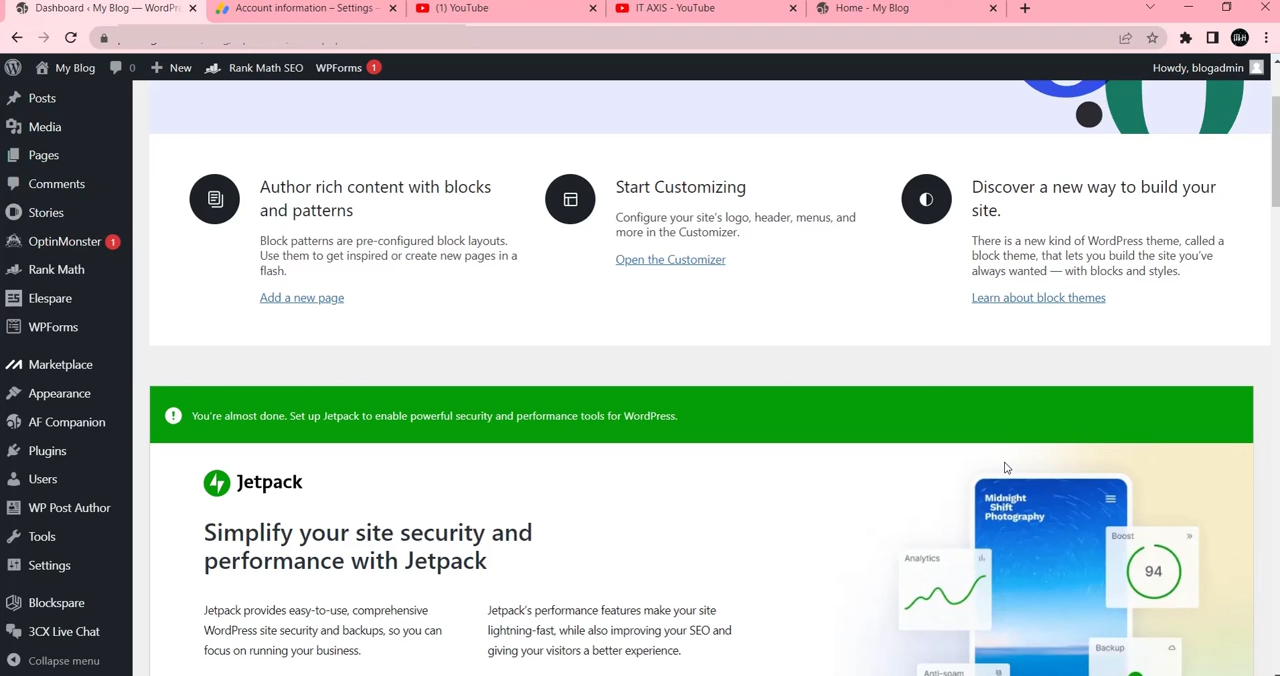 Dashboard ‹ My Blog — WordPr
Account information – Settings -
(1) YouTube
IT AXIS - YouTube
Home - My Blog
My Blog
0
New
Rank Math SEO
WPForms 1
Howdy, blogadmin
Posts
Media
Pages
Comments
Stories
OptinMonster 1
Rank Math
Elespare
WPForms
Marketplace
Appearance
AF Companion
Plugins
Users
WP Post Author
Tools
Settings
Blockspare
3CX Live Chat
Collapse menu
Author rich content with blocks
and patterns
Block patterns are pre-configured block layouts.
Use them to get inspired or create new pages in a
flash.
Add a new page
Start Customizing
Configure your site's logo, header, menus, and
more in the Customizer.
Open the Customizer
Discover a new way to build your
site.
There is a new kind of WordPress theme, called a
block theme, that lets you build the site you've
always wanted — with blocks and styles.
Learn about block themes
You're almost done. Set up Jetpack to enable powerful security and performance tools for WordPress.
Jetpack
Simplify your site security and
performance with Jetpack
Jetpack provides easy-to-use, comprehensive
WordPress site security and backups, so you can
focus on running your business.
Jetpack's performance features make your site
lightning-fast, while also improving your SEO and
giving your visitors a better experience.
Midnight
Shift
Photography
Analytics
Boost
94
Backup
Anti-spam